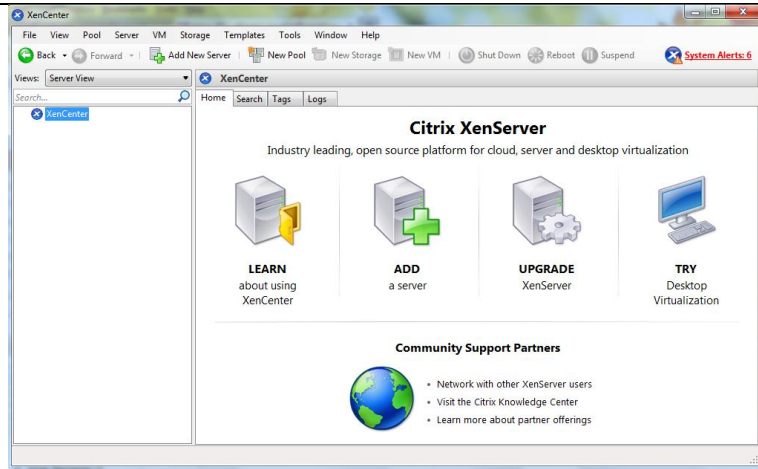 XenCenter
File View Pool Server VM Storage Templates Tools Window Help
Back Forward Add New Server New Pool New Storage New VM Shut Down Reboot Suspend System Alerts: 6
Views: Server View
XenCenter
Search...
Home Search Tags Logs
XenCenter
Citrix XenServer
Industry leading, open source platform for cloud, server and desktop virtualization
LEARN
about using
XenCenter
ADD
a server
UPGRADE
XenServer
TRY
Desktop
Virtualization
Community Support Partners
• Network with other XenServer users
• Visit the Citrix Knowledge Center
• Learn more about partner offerings